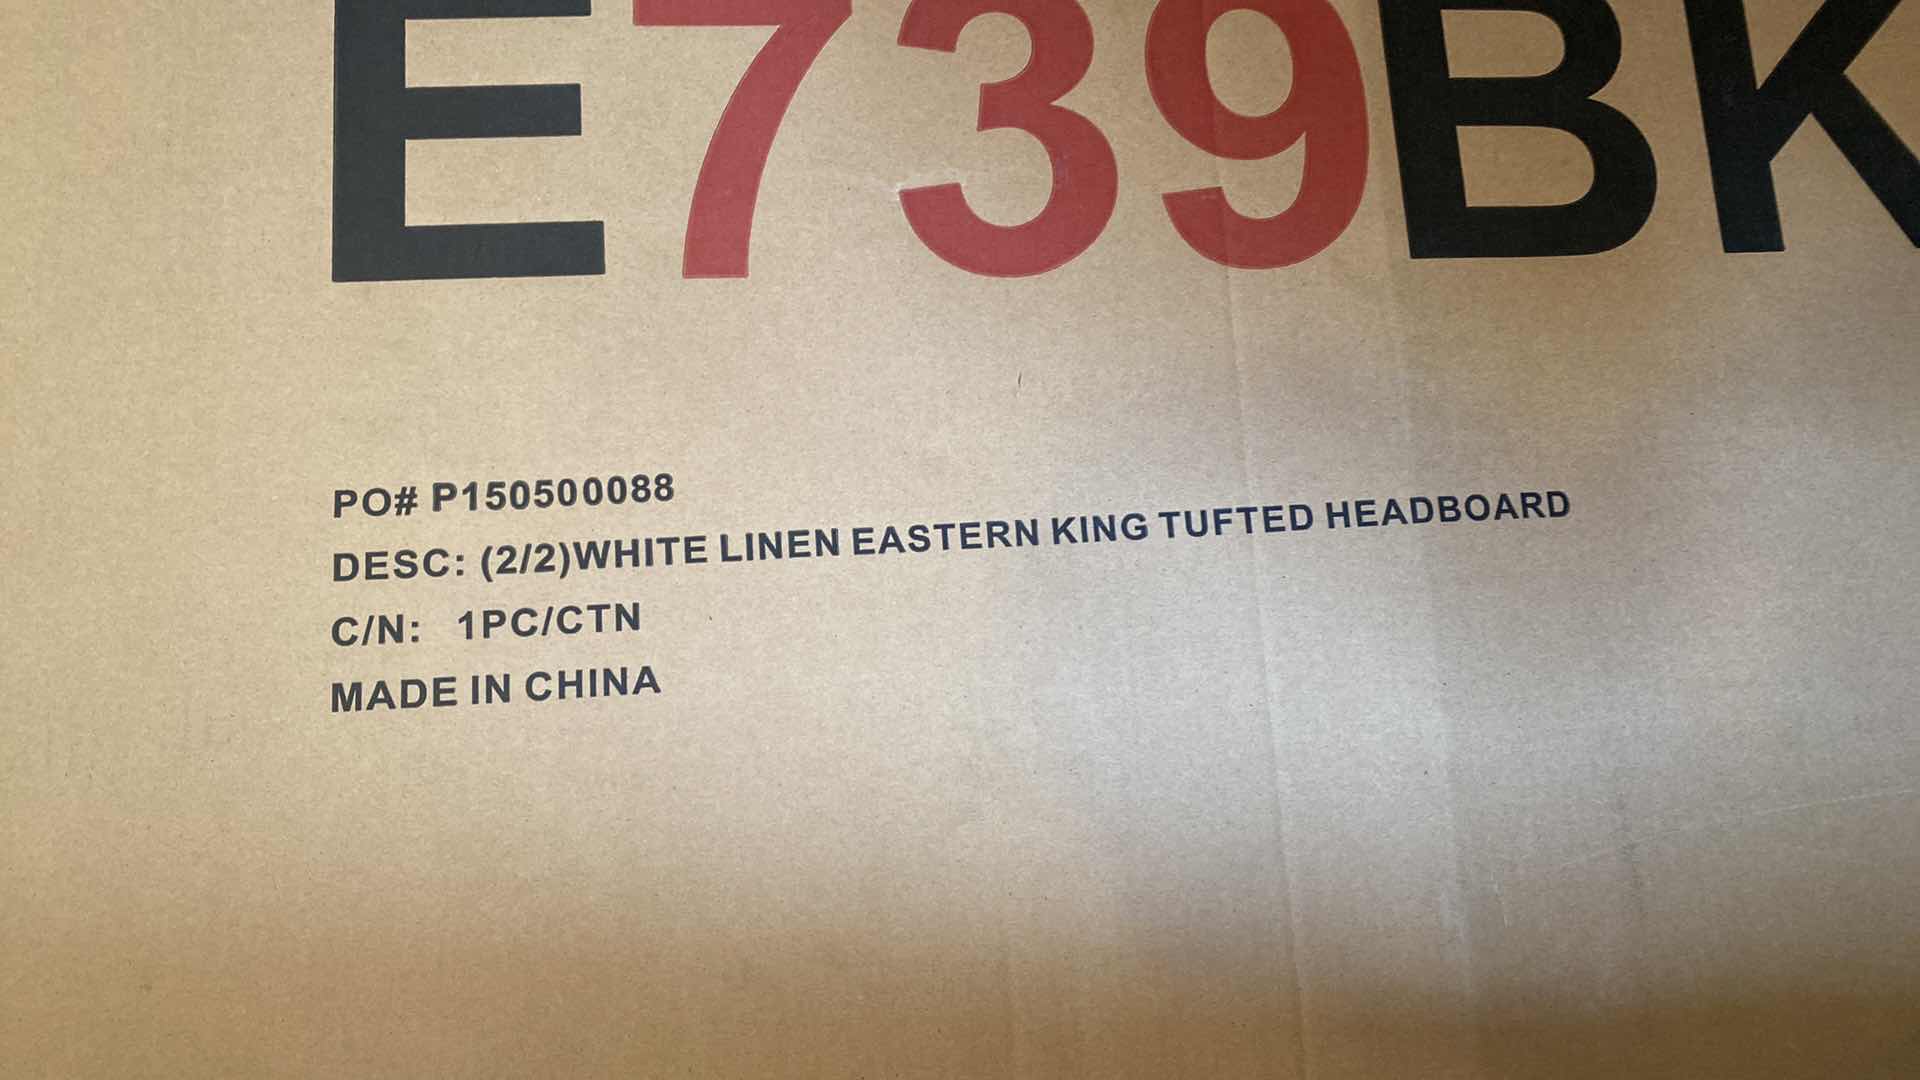 E739BK
PO# P150500088
DESC: (2/2)WHITE LINEN EASTERN KING TUFTED HEADBOARD
C/N: 1PC/CTN
MADE IN CHINA